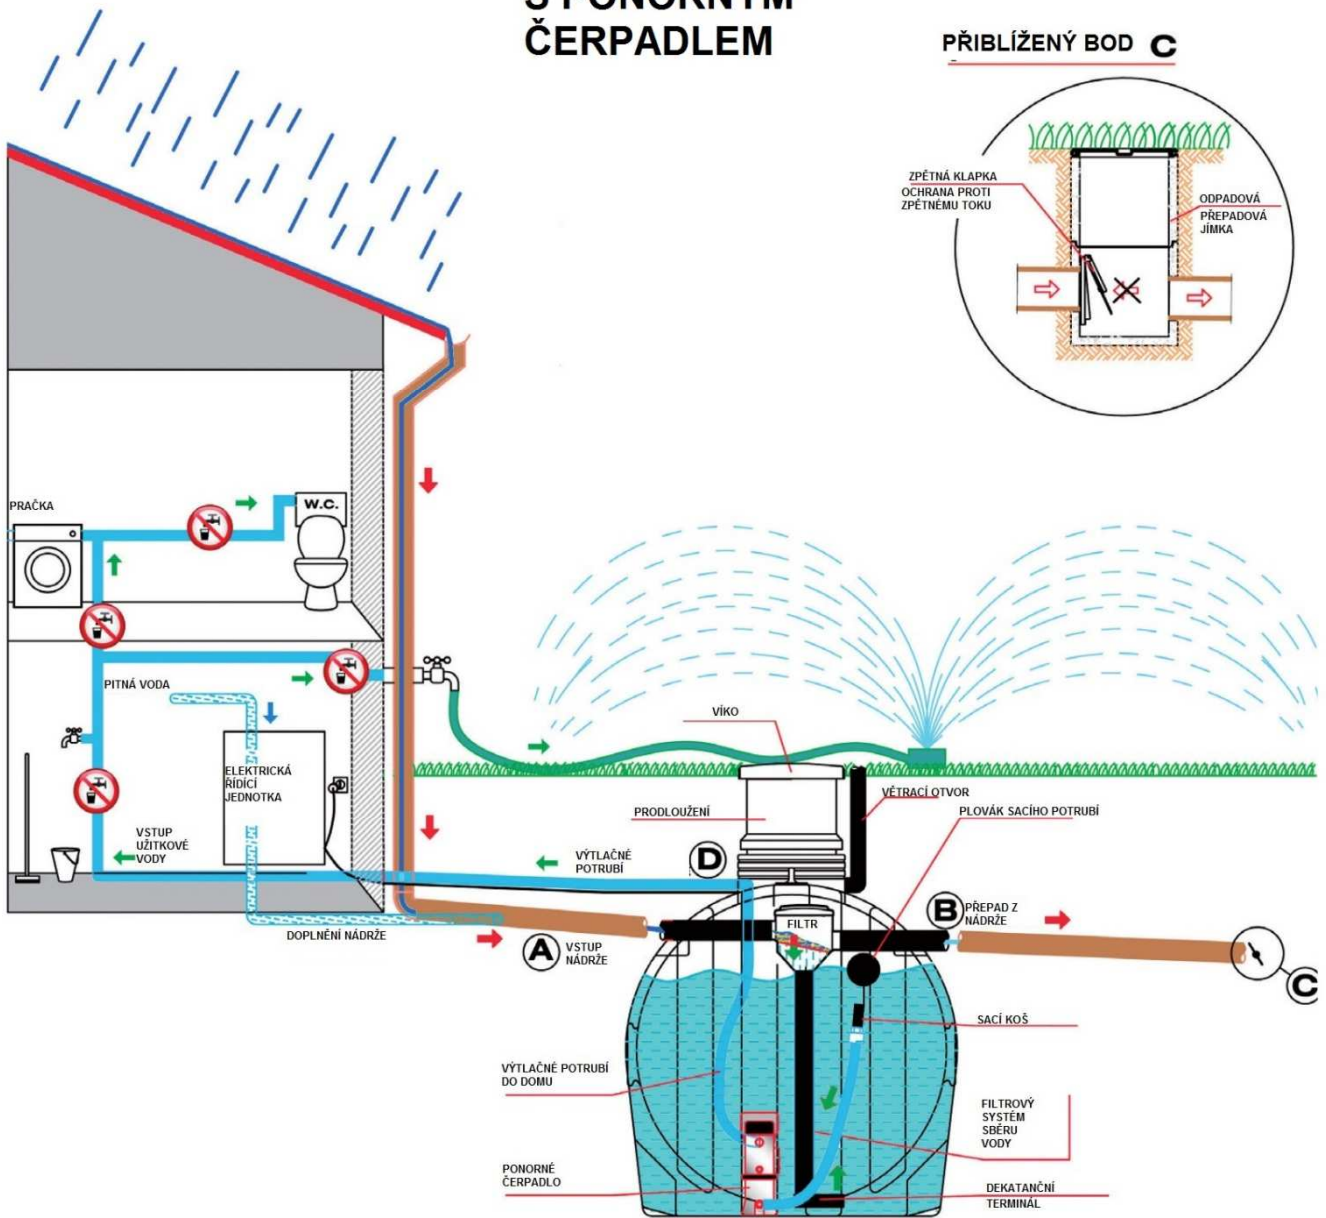 S PONORNÝM
ČERPADLEM
PŘIBLÍŽENÝ BOD C
ZPĚTNÁ KLAPKA
OCHRANA PROTI
ZPĚTNÉMU TOKU
ODPADOVÁ
PŘEPADOVÁ
JÍMKA
PRAČKA
W.C.
PITNÁ VODA
ELEKTRICKÁ
ŘÍDÍCÍ
JEDNOTKA
VSTUP
UŽITKOVÉ
VODY
DOPLNĚNÍ NÁDRŽE
VÍKO
PRODLOUŽENÍ
VĚTRACÍ OTVOR
PLOVÁK SACÍHO POTRUBÍ
VÝTLAČNÉ
POTRUBÍ
D
A
VSTUP
NÁDRŽE
FILTR
B
PŘEPAD Z
NÁDRŽE
C
SACÍ KOŠ
VÝTLAČNÉ POTRUBÍ
DO DOMU
FILTROVÝ
SYSTÉM
SBĚRU
VODY
PONORNÉ
ČERPADLO
DEKATANČNÍ
TERMINÁL